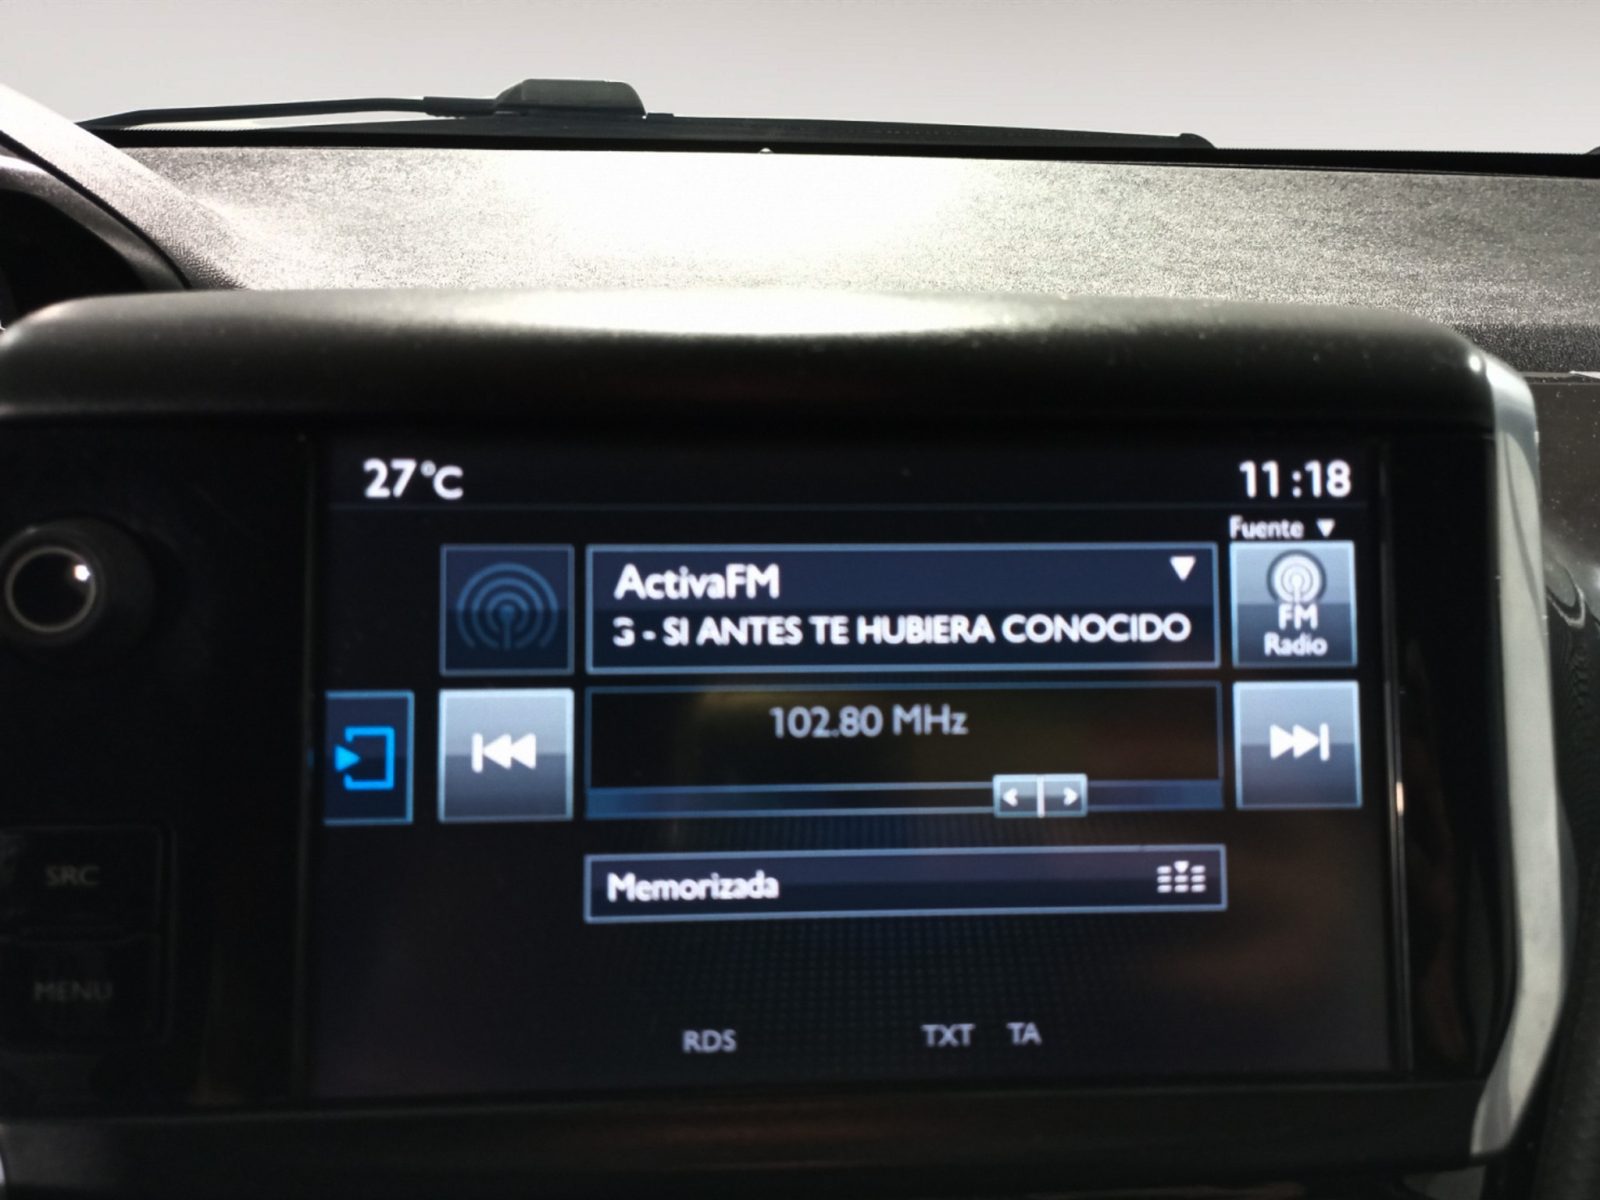 27°C 11:18
Fuente
ActivaFM
G - SI ANTES TE HUBIERA CONOCIDO
FM
Radio
102.80 MHz
SRC
Memorizada
MENU
RDS TXT TA